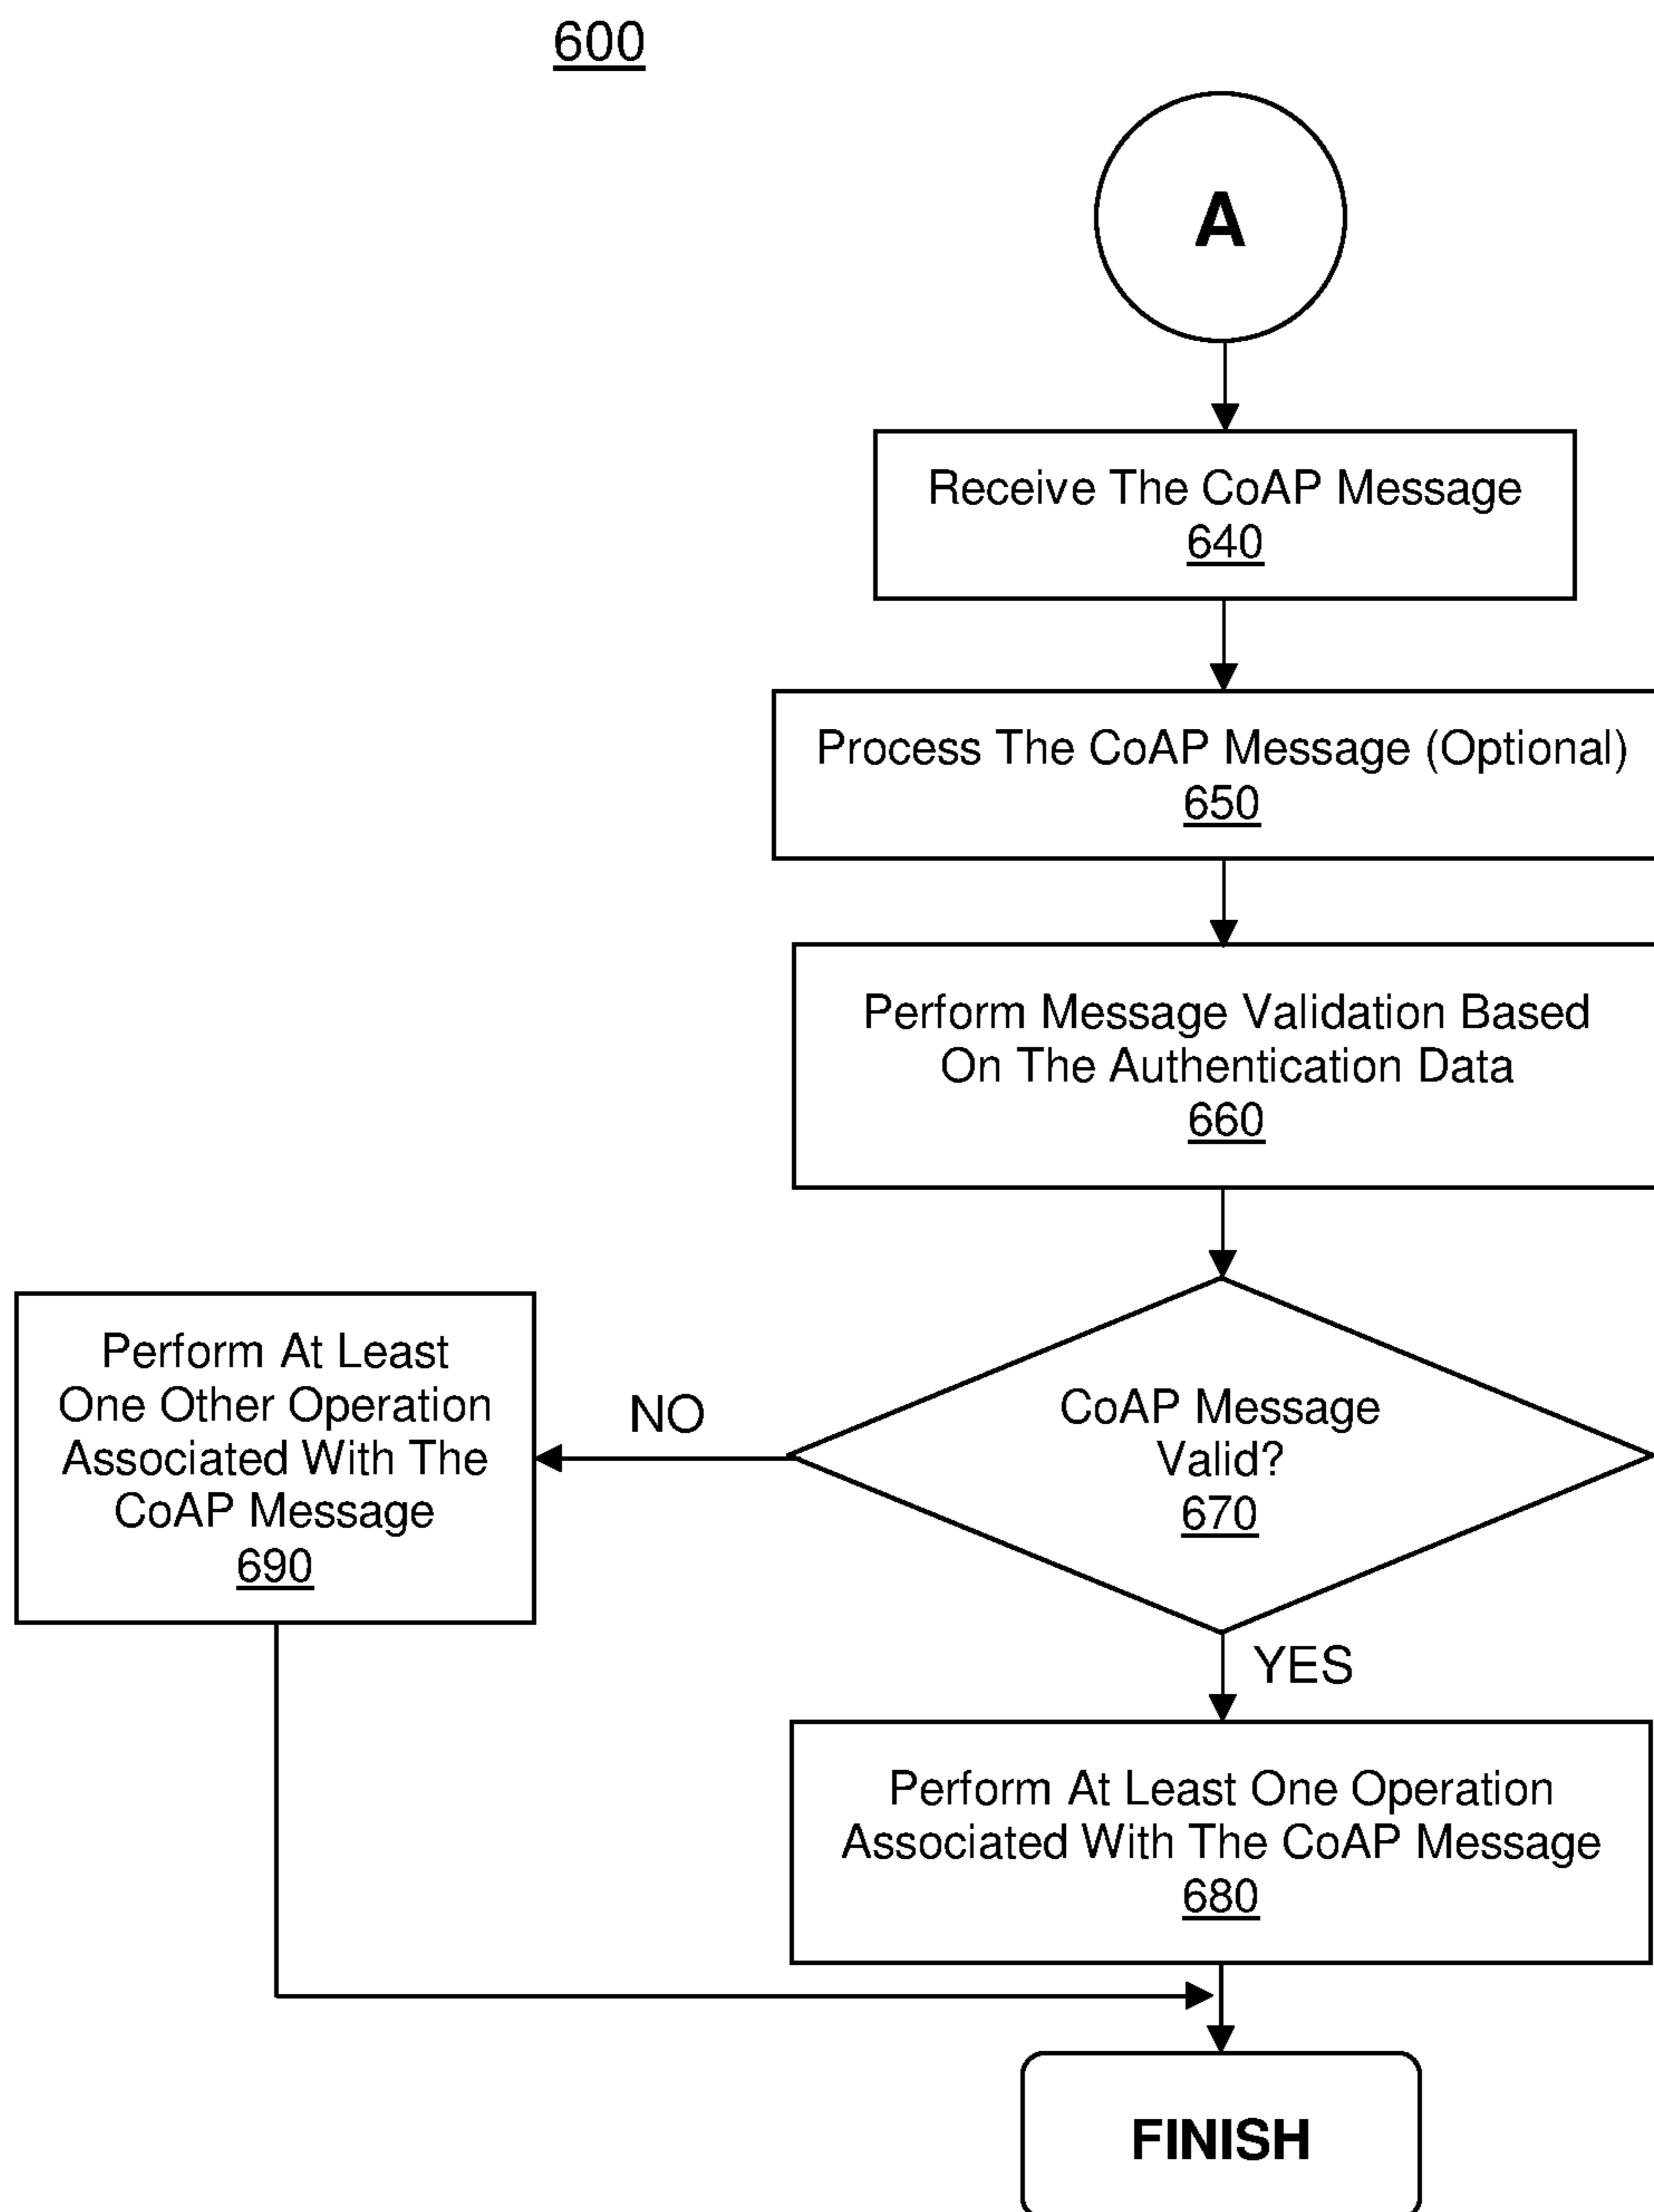 600
A
Receive The CoAP Message
640
Process The CoAP Message (Optional)
650
Perform Message Validation Based
On The Authentication Data
660
CoAP Message
Valid?
670
NO
Perform At Least
One Other Operation
Associated With The
CoAP Message
690
YES
Perform At Least One Operation
Associated With The CoAP Message
680
FINISH